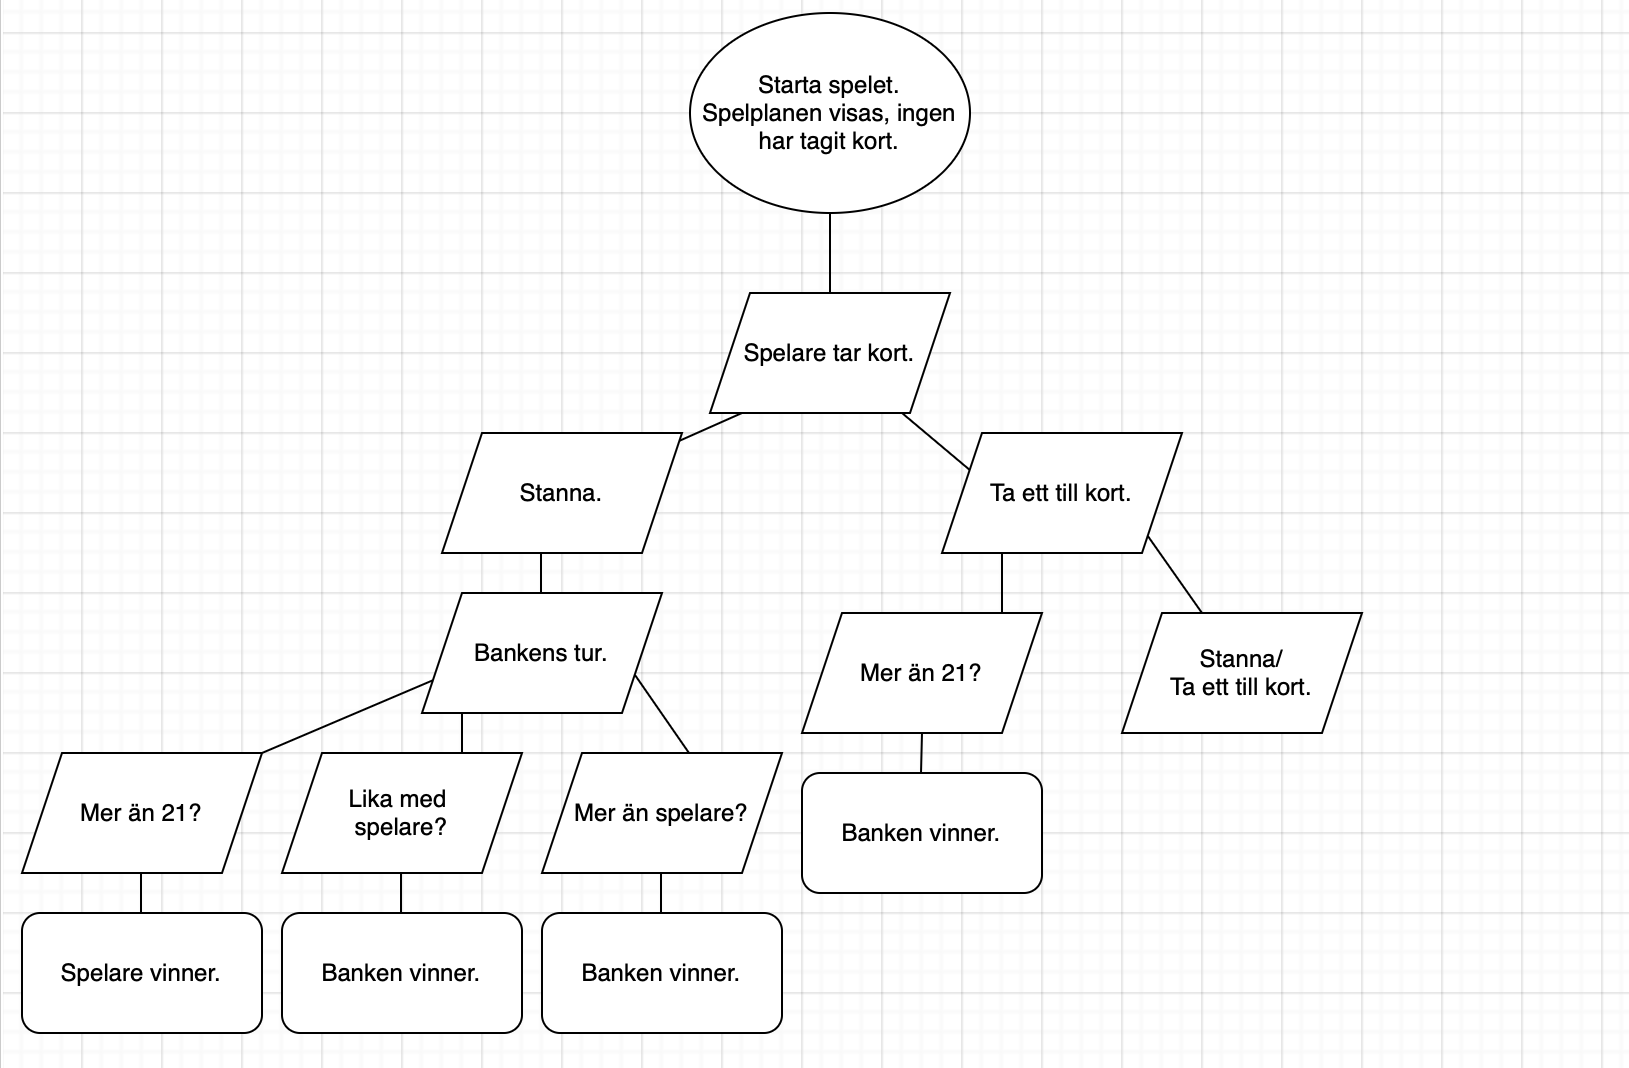 Starta spelet.
Spelplanen visas, ingen
har tagit kort.
Spelare tar kort.
Stanna.
Ta ett till kort.
Bankens tur.
Mer än 21?
Stanna/
Ta ett till kort.
Mer än 21?
Lika med
spelare?
Mer än spelare?
Banken vinner.
Spelare vinner.
Banken vinner.
Banken vinner.